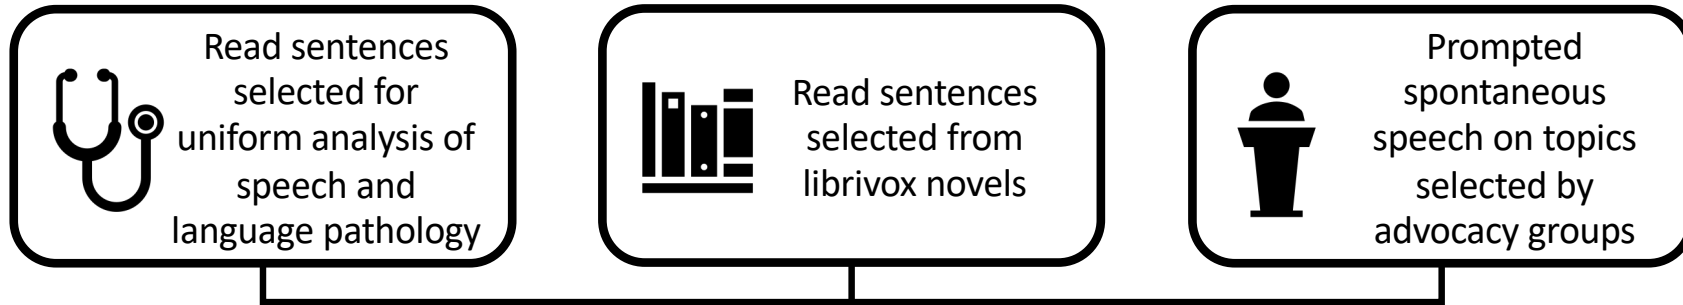 Read sentences
selected for
uniform analysis of
speech and
language pathology
Read sentences
selected from
librivox novels
Prompted
spontaneous
speech on topics
selected by
advocacy groups